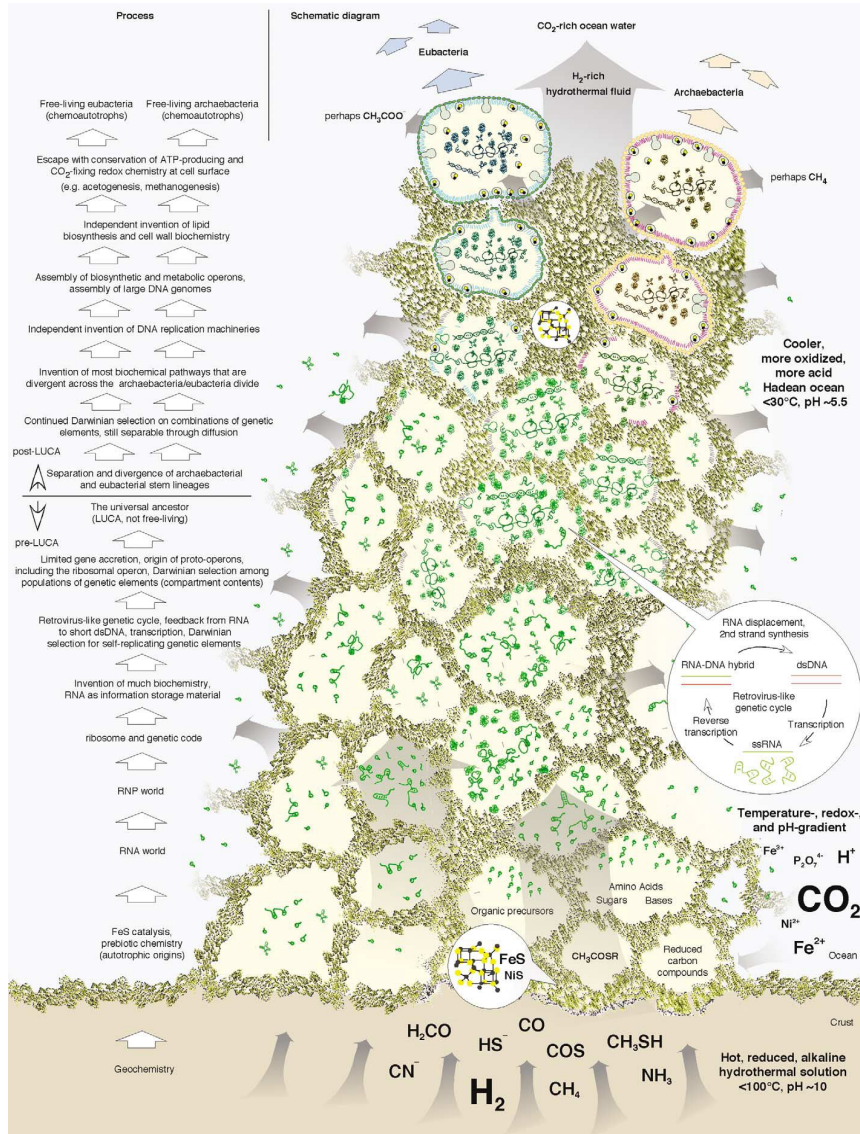 Process
Schematic diagram
CO2-rich ocean water
Eubacteria
H2-rich
hydrothermal fluid
Archaebacteria
perhaps CH3COO⁻
perhaps CH4
Free-living eubacteria
(chemoautotrophs)
Free-living archaebacteria
(chemoautotrophs)
Escape with conservation of ATP-producing and
CO2-fixing redox chemistry at cell surface
(e.g. acetogenesis, methanogenesis)
Independent invention of lipid
biosynthesis and cell wall biochemistry
Assembly of biosynthetic and metabolic operons,
assembly of large DNA genomes
Independent invention of DNA replication machineries
Invention of most biochemical pathways that are
divergent across the archaebacteria/eubacteria divide
Continued Darwinian selection on combinations of genetic
elements, still separable through diffusion
post-LUCA
Separation and divergence of archaebacterial
and eubacterial stem lineages
The universal ancestor
(LUCA, not free-living)
pre-LUCA
Limited gene accretion, origin of proto-operons,
including the ribosomal operon, Darwinian selection among
populations of genetic elements (compartment contents)
Retrovirus-like genetic cycle, feedback from RNA
to short dsDNA, transcription, Darwinian
selection for self-replicating genetic elements
Invention of much biochemistry,
RNA as information storage material
ribosome and genetic code
RNP world
RNA world
FeS catalysis,
prebiotic chemistry
(autotrophic origins)
Geochemistry
Cooler,
more oxidized,
more acid
Hadean ocean
<30°C, pH ~5.5
RNA displacement,
2nd strand synthesis
RNA-DNA hybrid
dsDNA
Retrovirus-like
genetic cycle
Reverse
transcription
Transcription
ssRNA
Temperature-, redox-,
and pH-gradient
Fe³⁺
P2O7⁴⁻
H⁺
CO2
Ni²⁺
Fe²⁺
Ocean
Organic precursors
Amino Acids
Sugars
Bases
FeS
NiS
CH3COSR
Reduced
carbon
compounds
Crust
H2CO
HS⁻
CO
COS
CH3SH
CN⁻
H2
CH4
NH3
Hot, reduced, alkaline
hydrothermal solution
<100°C, pH ~10